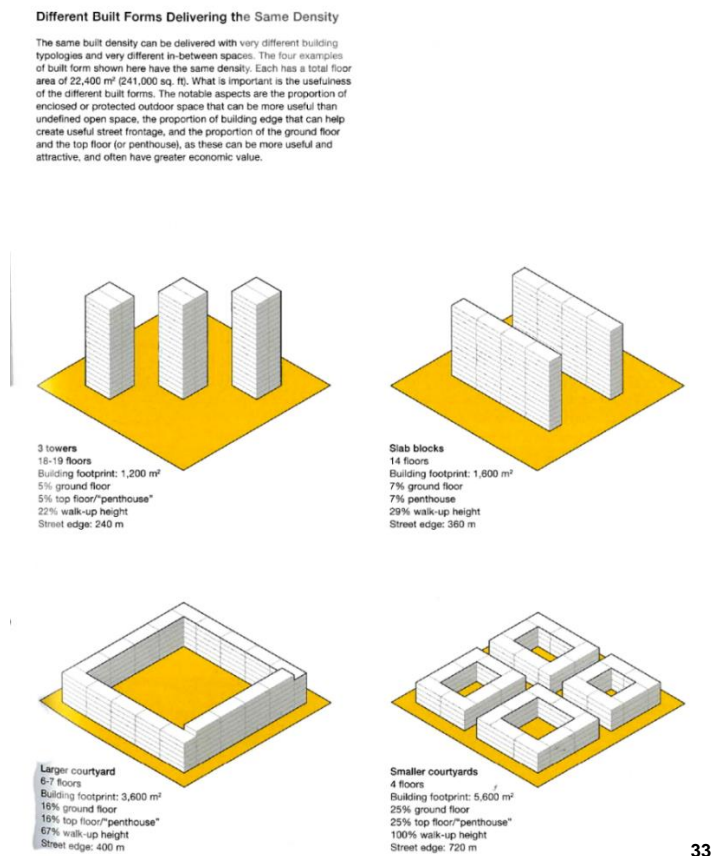 Different Built Forms Delivering the Same Density
The same built density can be delivered with very different building
typologies and very different in-between spaces. The four examples
of built form shown here have the same density. Each has a total floor
area of 22,400 m² (241,000 sq. ft). What is important is the usefulness
of the different built forms. The notable aspects are the proportion of
enclosed or protected outdoor space that can be more useful than
undefined open space, the proportion of building edge that can help
create useful street frontage, and the proportion of the ground floor
and the top floor (or penthouse), as these can be more useful and
attractive, and often have greater economic value.
3 towers
18-19 floors
Building footprint: 1,200 m²
5% ground floor
5% top floor/"penthouse"
22% walk-up height
Street edge: 240 m
Slab blocks
14 floors
Building footprint: 1,600 m²
7% ground floor
7% penthouse
29% walk-up height
Street edge: 360 m
Larger courtyard
6-7 floors
Building footprint: 3,600 m²
16% ground floor
16% top floor/"penthouse"
67% walk-up height
Street edge: 400 m
Smaller courtyards
4 floors
Building footprint: 5,600 m²
25% ground floor
25% top floor/"penthouse"
100% walk-up height
Street edge: 720 m
33